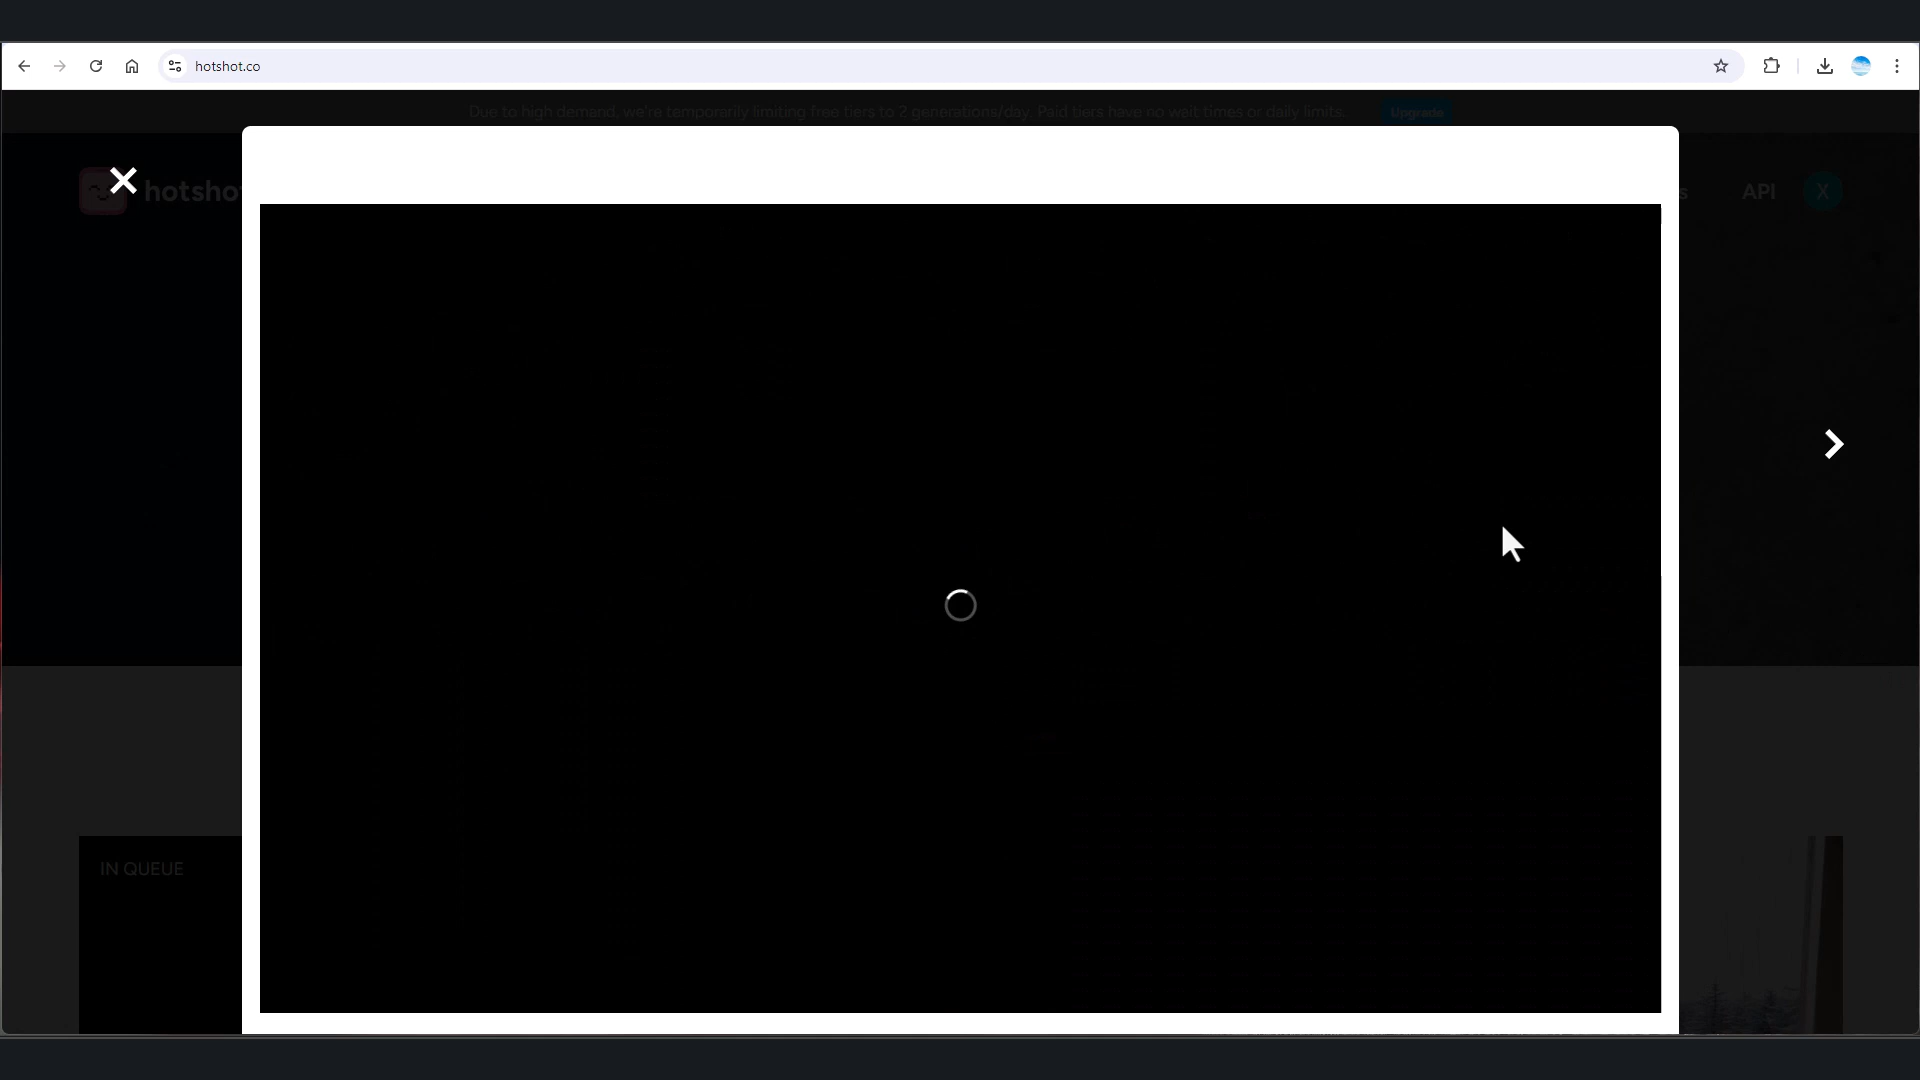 hotshot.co
Due to high demand, we're temporarily limiting free tiers to 2 generations/day. Paid tiers have no wait times or daily limits.
Upgrade
hotshot
s
API
X
IN QUEUE